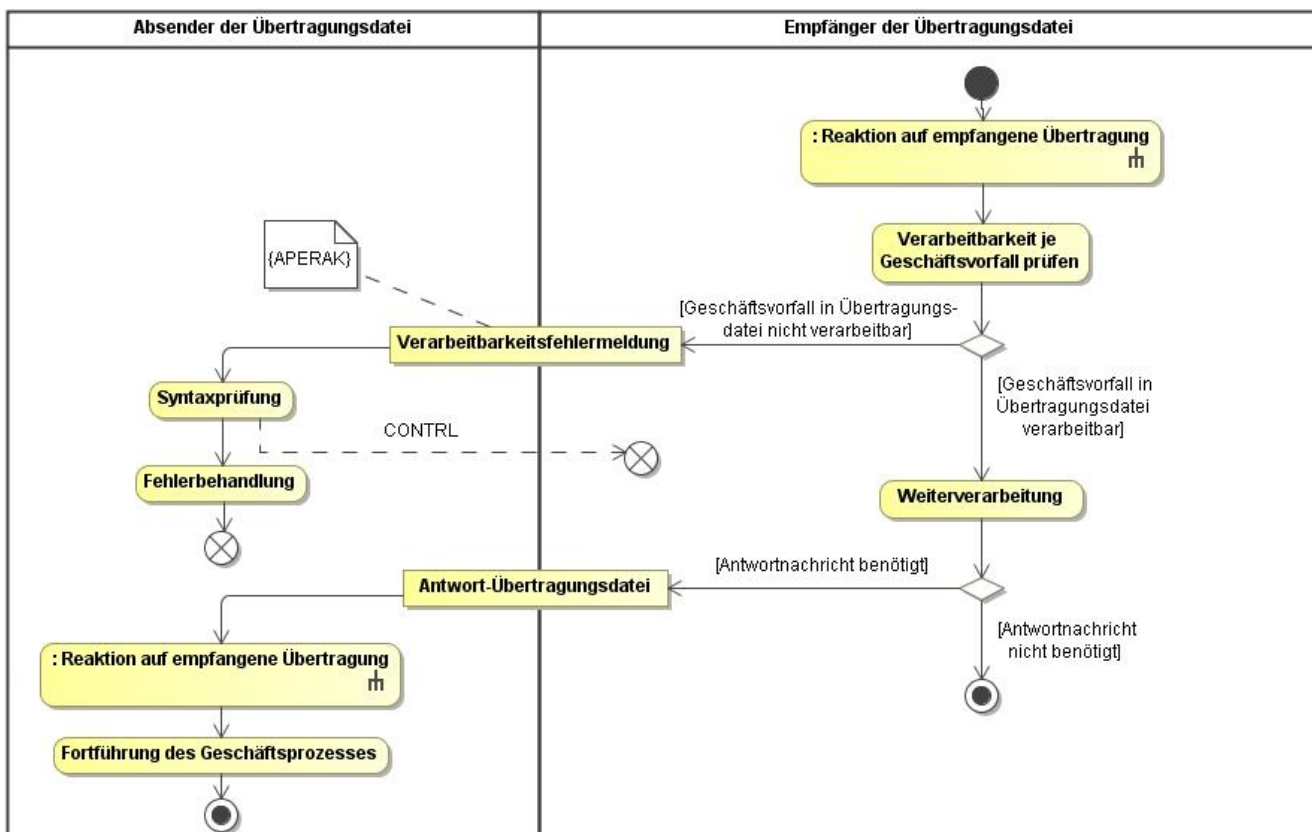 Absender der Übertragungsdatei
Empfänger der Übertragungsdatei
: Reaktion auf empfangene Übertragung
Verarbeitbarkeit je
Geschäftsvorfall prüfen
{APERAK}
[Geschäftsvorfall in Übertragungs-
datei nicht verarbeitbar]
Verarbeitbarkeitsfehlermeldung
[Geschäftsvorfall in
Übertragungsdatei
verarbeitbar]
Syntaxprüfung
CONTRL
Fehlerbehandlung
Weiterverarbeitung
[Antwortnachricht benötigt]
Antwort-Übertragungsdatei
[Antwortnachricht
nicht benötigt]
: Reaktion auf empfangene Übertragung
Fortführung des Geschäftsprozesses